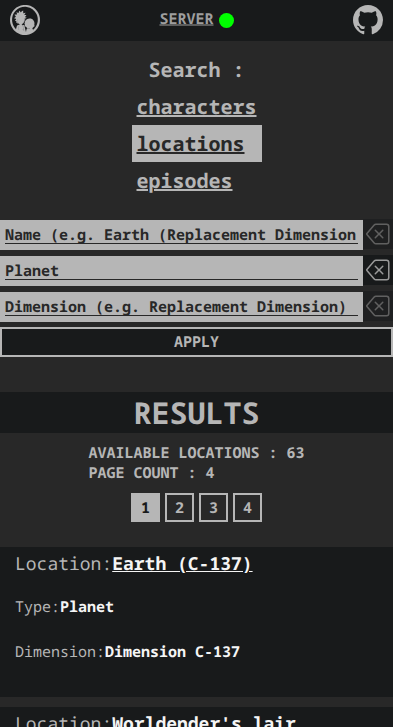 SERVER
Search :
characters
locations
episodes
Name (e.g. Earth (Replacement Dimension
Planet
Dimension (e.g. Replacement Dimension)
APPLY
RESULTS
AVAILABLE LOCATIONS : 63
PAGE COUNT : 4
1 2 3 4
Location:Earth (C-137)
Type:Planet
Dimension:Dimension C-137
Location:Worldender's lair